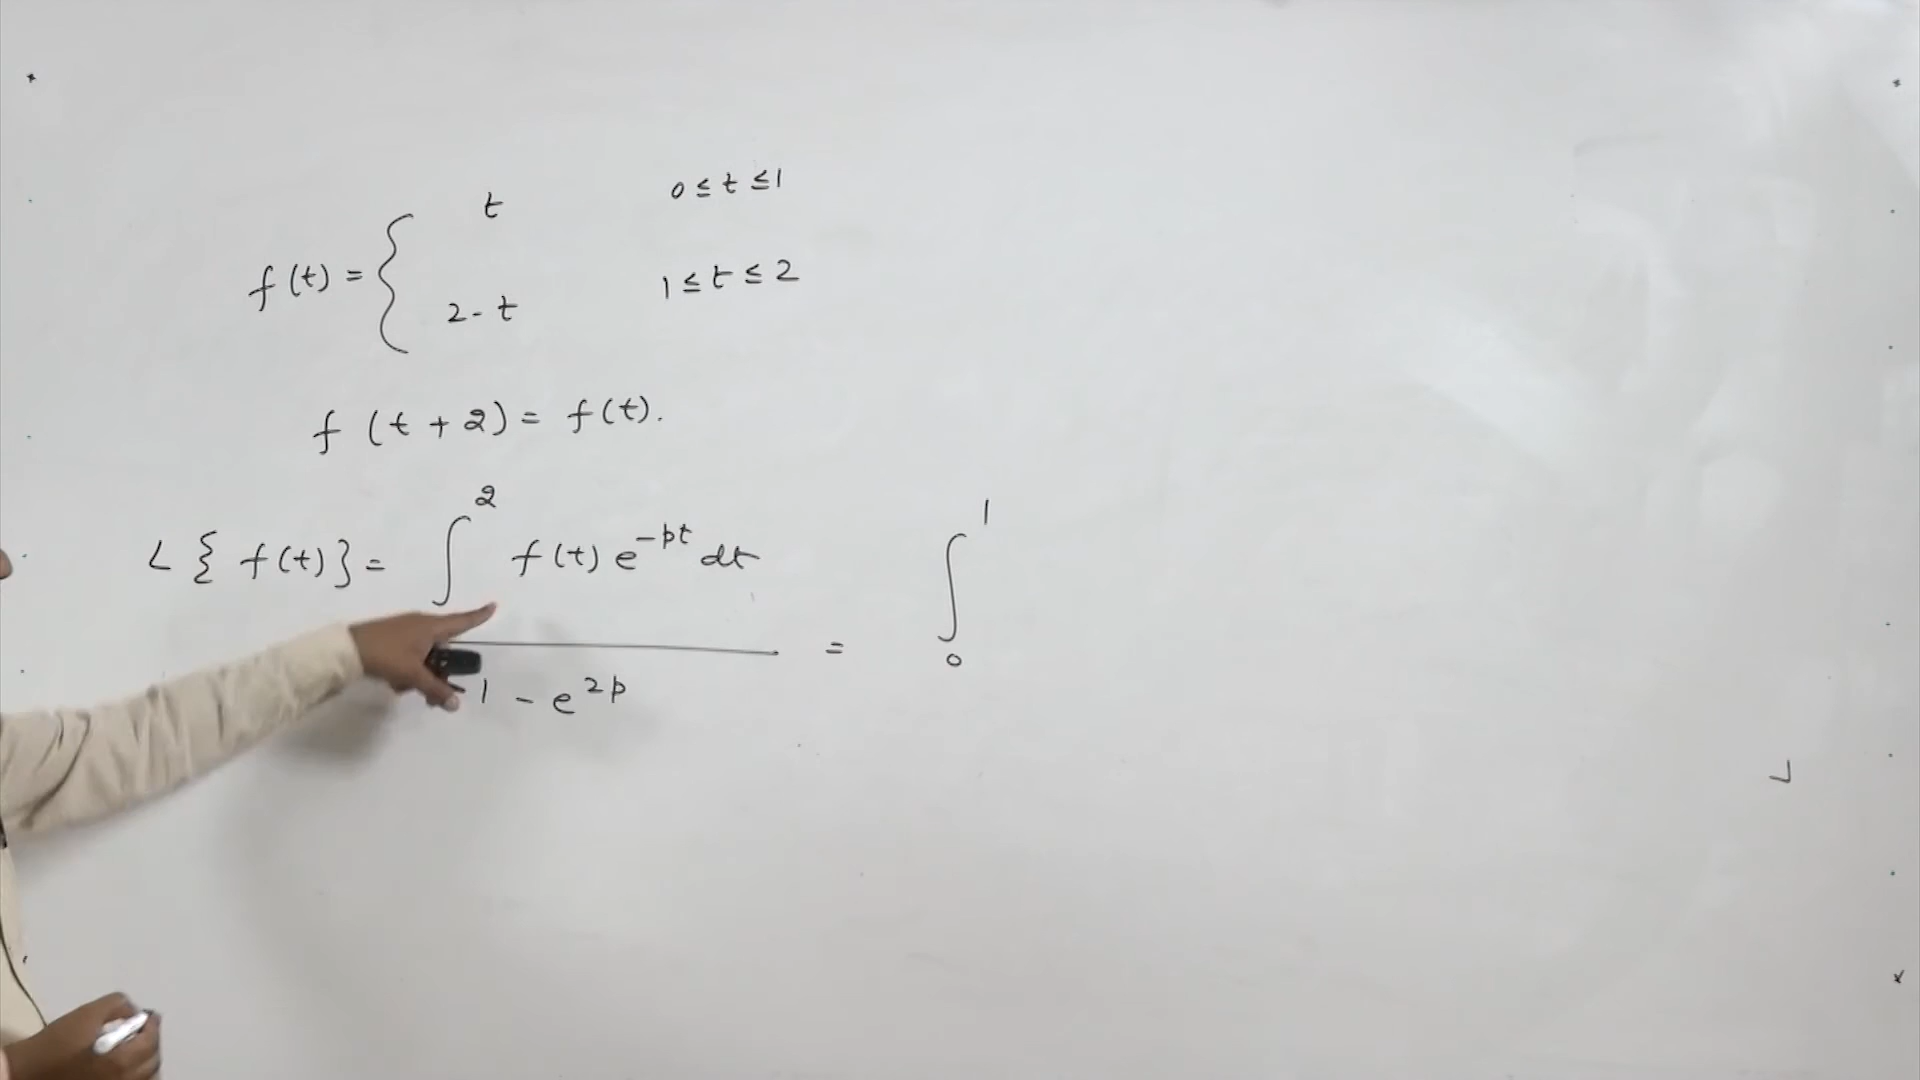 f(t) = { t 0 ≤ t ≤ 1
2 - t 1 ≤ t ≤ 2
f(t + 2) = f(t).
L { f(t) } = ∫ 2 f(t) e^{-pt} dt = ∫ 0 1
1 - e^{2p}